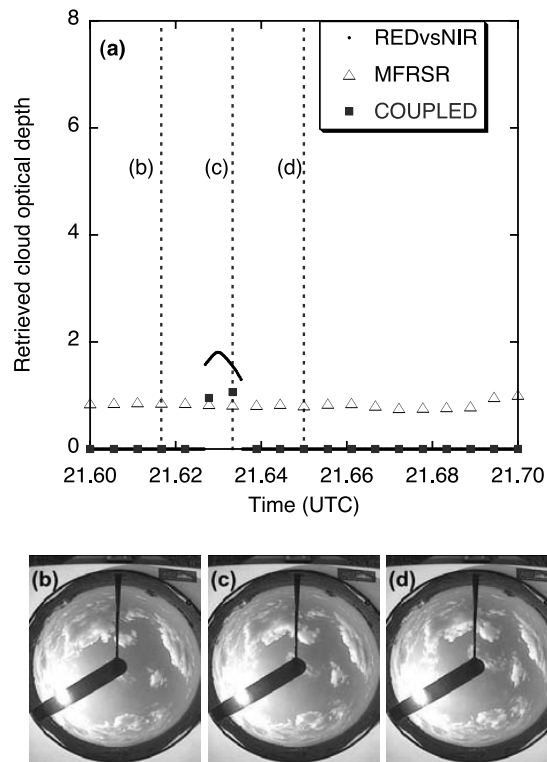 (a)
REDvsNIR
MFRSR
COUPLED
8
6
4
2
0
(b)
(c)
(d)
Retrieved cloud optical depth
21.60
21.62
21.64
21.66
21.68
21.70
Time (UTC)
(b)
(c)
(d)